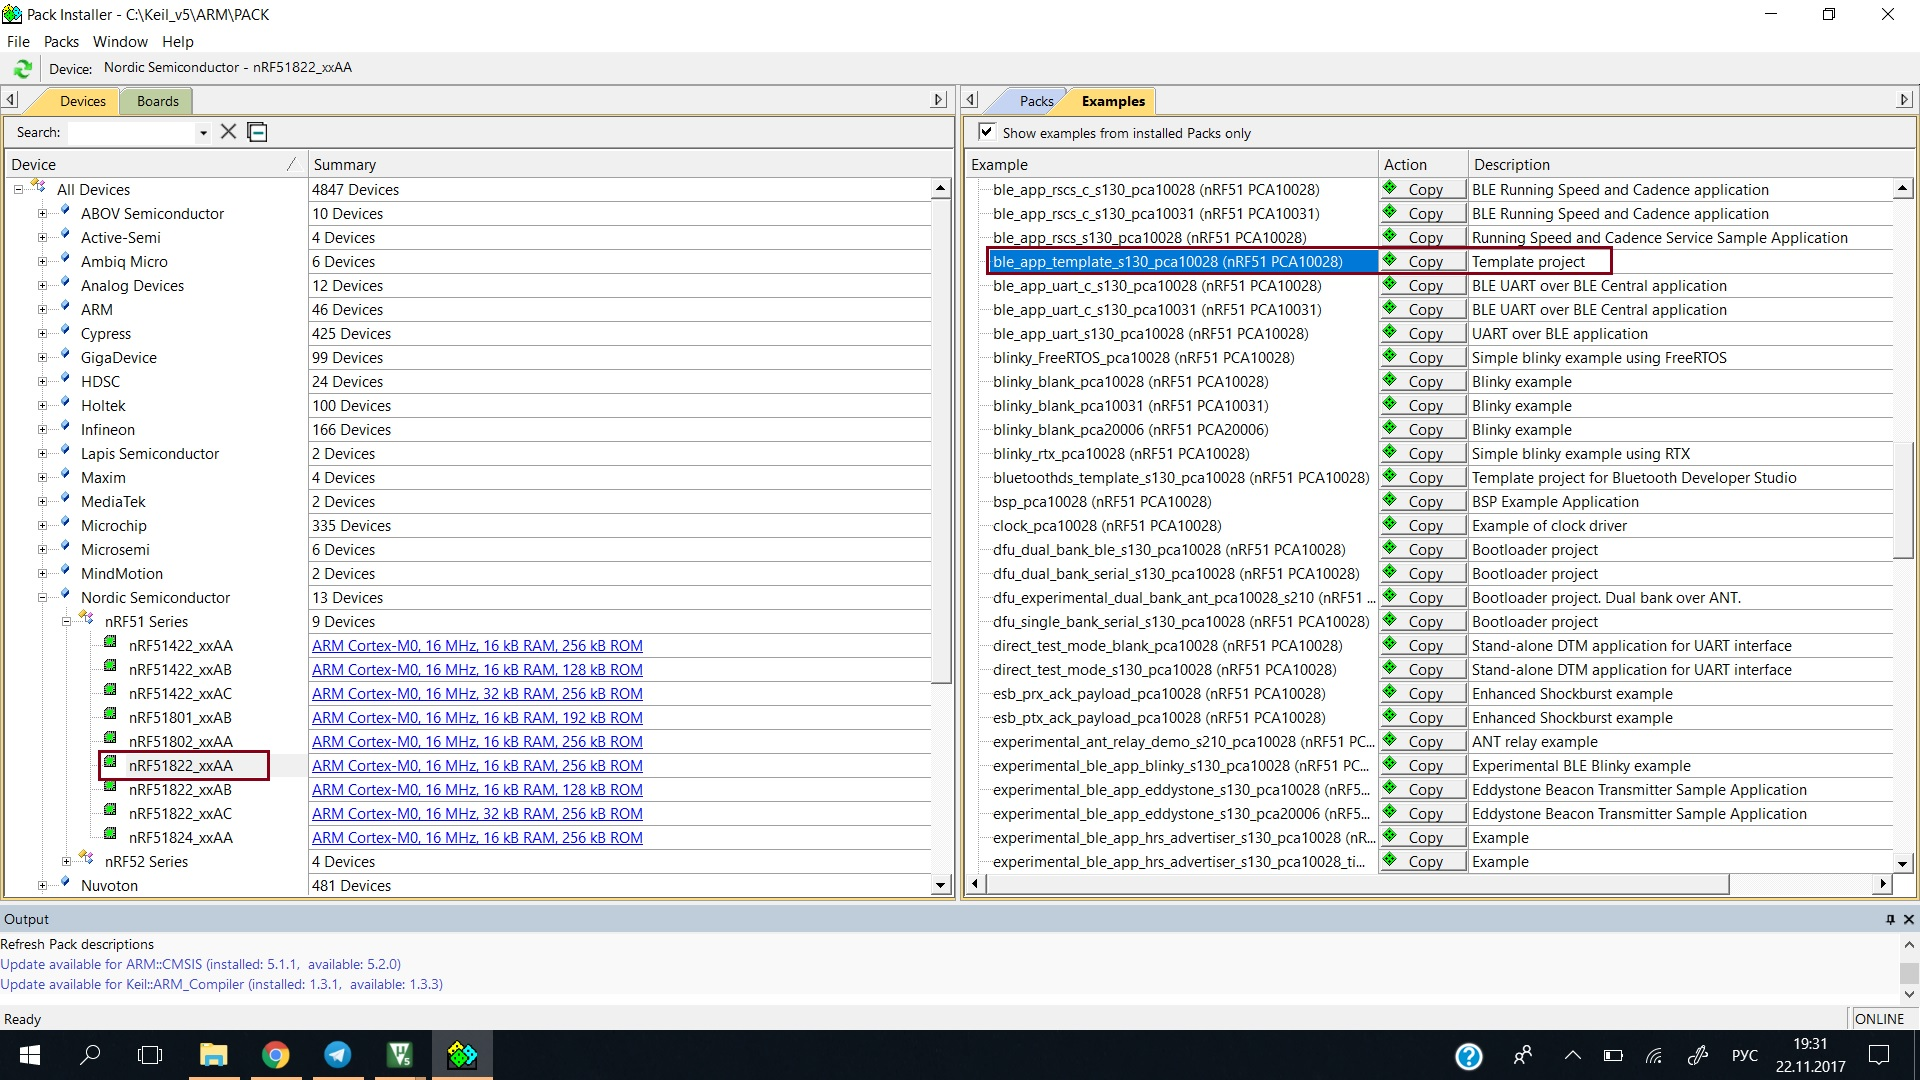 Pack Installer - C:\Keil_v5\ARM\PACK
File Packs Window Help
Device: Nordic Semiconductor - nRF51822_xxAA
Devices Boards
Search:
Device Summary
All Devices 4847 Devices
ABOV Semiconductor 10 Devices
Active-Semi 4 Devices
Ambiq Micro 6 Devices
Analog Devices 12 Devices
ARM 46 Devices
Cypress 425 Devices
GigaDevice 99 Devices
HDSC 24 Devices
Holtek 100 Devices
Infineon 166 Devices
Lapis Semiconductor 2 Devices
Maxim 4 Devices
MediaTek 2 Devices
Microchip 335 Devices
Microsemi 6 Devices
MindMotion 2 Devices
Nordic Semiconductor 13 Devices
nRF51 Series 9 Devices
nRF51422_xxAA ARM Cortex-M0, 16 MHz, 16 kB RAM, 256 kB ROM
nRF51422_xxAB ARM Cortex-M0, 16 MHz, 16 kB RAM, 128 kB ROM
nRF51422_xxAC ARM Cortex-M0, 16 MHz, 32 kB RAM, 256 kB ROM
nRF51801_xxAB ARM Cortex-M0, 16 MHz, 16 kB RAM, 192 kB ROM
nRF51802_xxAA ARM Cortex-M0, 16 MHz, 16 kB RAM, 256 kB ROM
nRF51822_xxAA ARM Cortex-M0, 16 MHz, 16 kB RAM, 256 kB ROM
nRF51822_xxAB ARM Cortex-M0, 16 MHz, 16 kB RAM, 128 kB ROM
nRF51822_xxAC ARM Cortex-M0, 16 MHz, 32 kB RAM, 256 kB ROM
nRF51824_xxAA ARM Cortex-M0, 16 MHz, 16 kB RAM, 256 kB ROM
nRF52 Series 4 Devices
Nuvoton 481 Devices
Packs Examples
Show examples from installed Packs only
Example Action Description
ble_app_rscs_c_s130_pca10028 (nRF51 PCA10028) Copy BLE Running Speed and Cadence application
ble_app_rscs_c_s130_pca10031 (nRF51 PCA10031) Copy BLE Running Speed and Cadence application
ble_app_rscs_s130_pca10028 (nRF51 PCA10028) Copy Running Speed and Cadence Service Sample Application
ble_app_template_s130_pca10028 (nRF51 PCA10028) Copy Template project
ble_app_uart_c_s130_pca10028 (nRF51 PCA10028) Copy BLE UART over BLE Central application
ble_app_uart_c_s130_pca10031 (nRF51 PCA10031) Copy BLE UART over BLE Central application
ble_app_uart_s130_pca10028 (nRF51 PCA10028) Copy UART over BLE application
blinky_FreeRTOS_pca10028 (nRF51 PCA10028) Copy Simple blinky example using FreeRTOS
blinky_blank_pca10028 (nRF51 PCA10028) Copy Blinky example
blinky_blank_pca10031 (nRF51 PCA10031) Copy Blinky example
blinky_blank_pca20006 (nRF51 PCA20006) Copy Blinky example
blinky_rtx_pca10028 (nRF51 PCA10028) Copy Simple blinky example using RTX
bluetoothds_template_s130_pca10028 (nRF51 PCA10028) Copy Template project for Bluetooth Developer Studio
bsp_pca10028 (nRF51 PCA10028) Copy BSP Example Application
clock_pca10028 (nRF51 PCA10028) Copy Example of clock driver
dfu_dual_bank_ble_s130_pca10028 (nRF51 PCA10028) Copy Bootloader project
dfu_dual_bank_serial_s130_pca10028 (nRF51 PCA10028) Copy Bootloader project
dfu_experimental_dual_bank_ant_pca10028_s210 (nRF51 ... Copy Bootloader project. Dual bank over ANT.
dfu_single_bank_serial_s130_pca10028 (nRF51 PCA10028) Copy Bootloader project
direct_test_mode_blank_pca10028 (nRF51 PCA10028) Copy Stand-alone DTM application for UART interface
direct_test_mode_s130_pca10028 (nRF51 PCA10028) Copy Stand-alone DTM application for UART interface
esb_prx_ack_payload_pca10028 (nRF51 PCA10028) Copy Enhanced Shockburst example
esb_ptx_ack_payload_pca10028 (nRF51 PCA10028) Copy Enhanced Shockburst example
experimental_ant_relay_demo_s210_pca10028 (nRF51 PC... Copy ANT relay example
experimental_ble_app_blinky_s130_pca10028 (nRF51 PC... Copy Experimental BLE Blinky example
experimental_ble_app_eddystone_s130_pca10028 (nRF5... Copy Eddystone Beacon Transmitter Sample Application
experimental_ble_app_eddystone_s130_pca20006 (nRF5... Copy Eddystone Beacon Transmitter Sample Application
experimental_ble_app_hrs_advertiser_s130_pca10028 (nR... Copy Example
experimental_ble_app_hrs_advertiser_s130_pca10028_ti... Copy Example
Output
Refresh Pack descriptions
Update available for ARM::CMSIS (installed: 5.1.1, available: 5.2.0)
Update available for Keil::ARM_Compiler (installed: 1.3.1, available: 1.3.3)
Ready ONLINE
РУС
19:31
22.11.2017